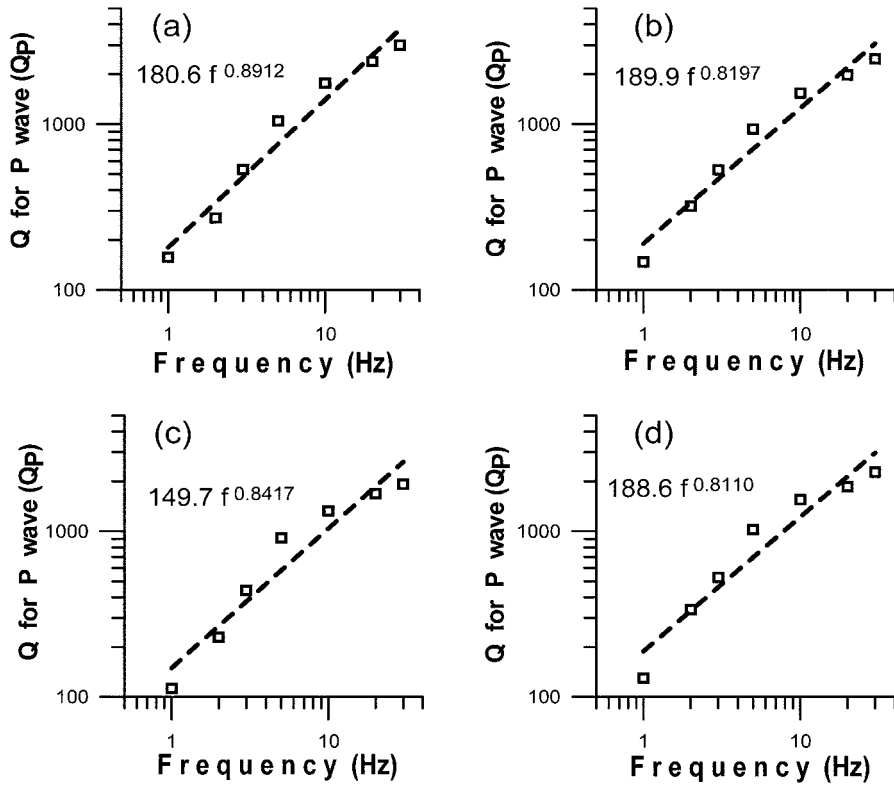 (a)
180.6 f 0.8912
Q for P wave (QP)
1000
100
1
10
Frequency (Hz)
(b)
189.9 f 0.8197
Q for P wave (QP)
1000
100
1
10
Frequency (Hz)
(c)
149.7 f 0.8417
Q for P wave (QP)
1000
100
1
10
Frequency (Hz)
(d)
188.6 f 0.8110
Q for P wave (QP)
1000
100
1
10
Frequency (Hz)